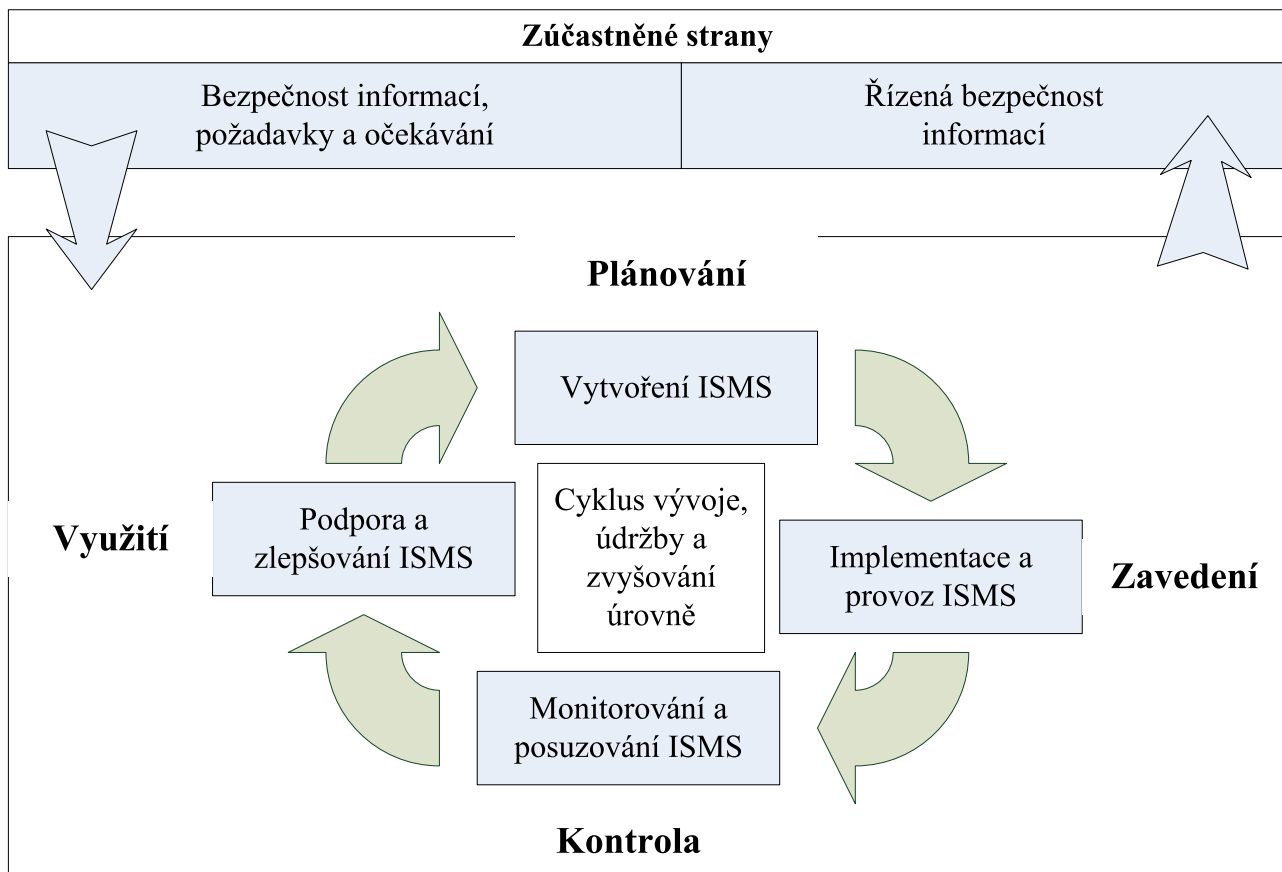 Zúčastněné strany
Bezpečnost informací,
požadavky a očekávání
Řízená bezpečnost
informací
Plánování
Vytvoření ISMS
Využití
Podpora a
zlepšování ISMS
Cyklus vývoje,
údržby a
zvyšování
úrovně
Implementace a
provoz ISMS
Zavedení
Monitorování a
posuzování ISMS
Kontrola